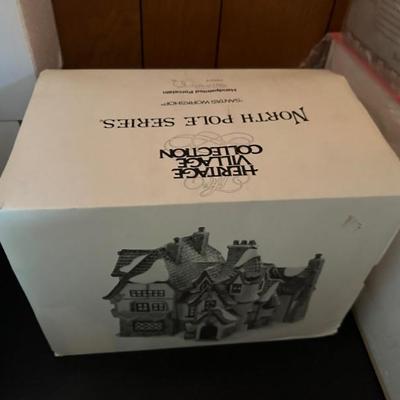 The
HERITAGE
VILLAGE
COLLECTION
NORTH POLE SERIES.
"SANTA'S WORKSHOP"
Handpainted Porcelain